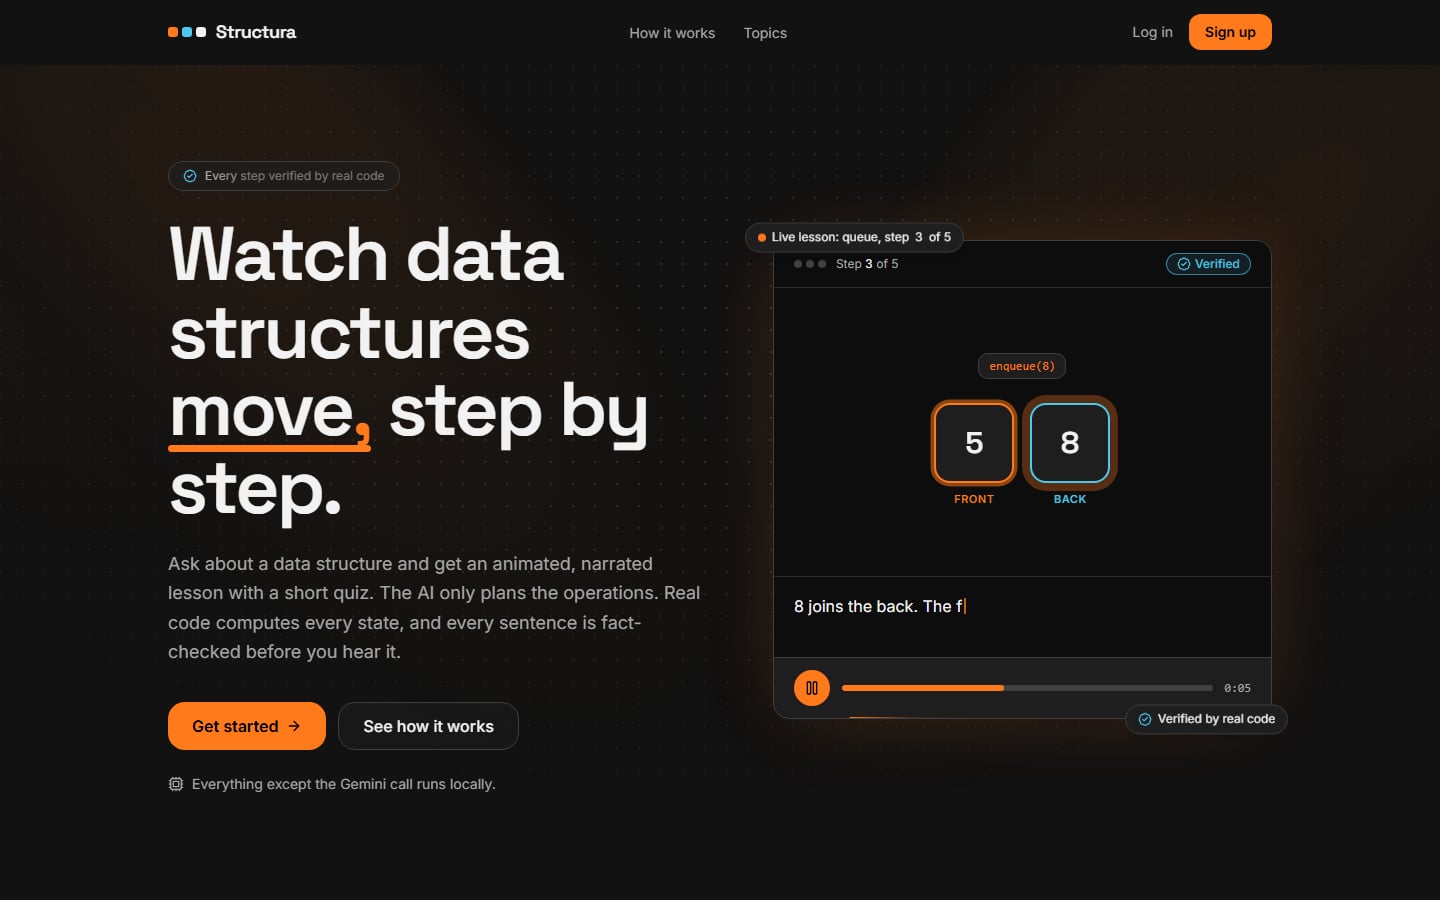 Structura
How it works
Topics
Log in
Sign up
Every step verified by real code
Watch data
structures
move, step by
step.
Ask about a data structure and get an animated, narrated
lesson with a short quiz. The AI only plans the operations. Real
code computes every state, and every sentence is fact-
checked before you hear it.
Get started →
See how it works
Everything except the Gemini call runs locally.
Live lesson: queue, step 3 of 5
Step 3 of 5
Verified
enqueue(8)
5
8
FRONT
BACK
8 joins the back. The f
0:05
Verified by real code